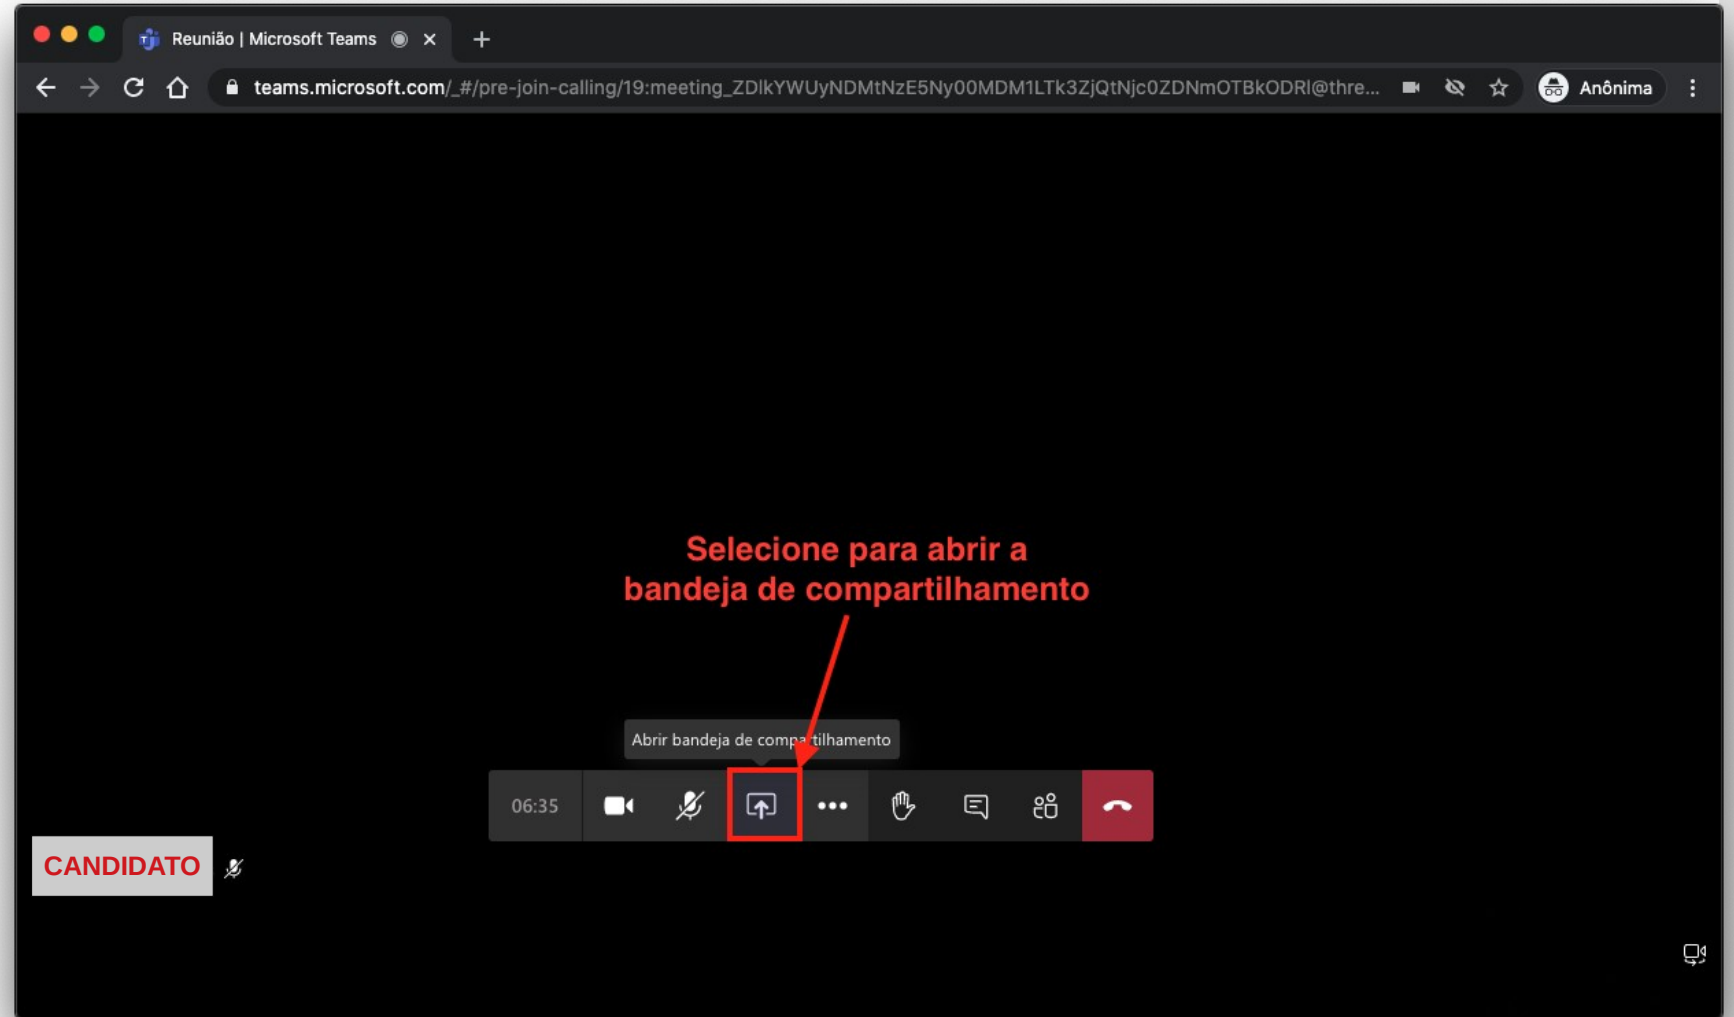 Reunião | Microsoft Teams
teams.microsoft.com/_#/pre-join-calling/19:meeting_ZDlkYWUyNDMtNzE5Ny00MDM1LTk3ZjQtNjc0ZDNmOTBkODRl@thre...
Anônima
Selecione para abrir a
bandeja de compartilhamento
Abrir bandeja de compartilhamento
06:35
CANDIDATO